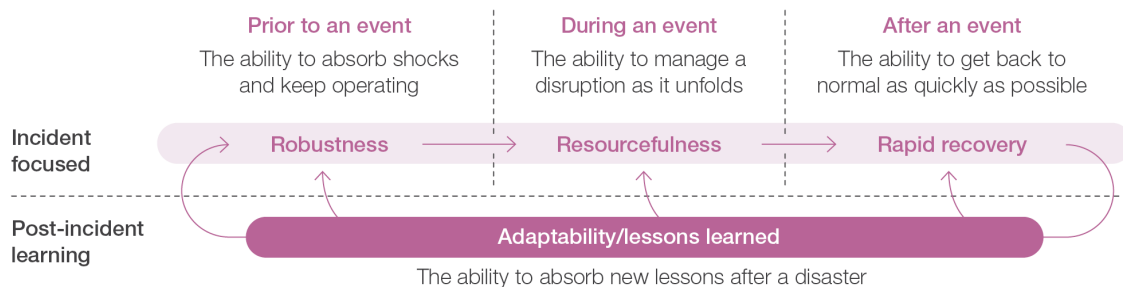 Prior to an event
The ability to absorb shocks
and keep operating
During an event
The ability to manage a
disruption as it unfolds
After an event
The ability to get back to
normal as quickly as possible
Incident
focused
Robustness
Resourcefulness
Rapid recovery
Post-incident
learning
Adaptability/lessons learned
The ability to absorb new lessons after a disaster